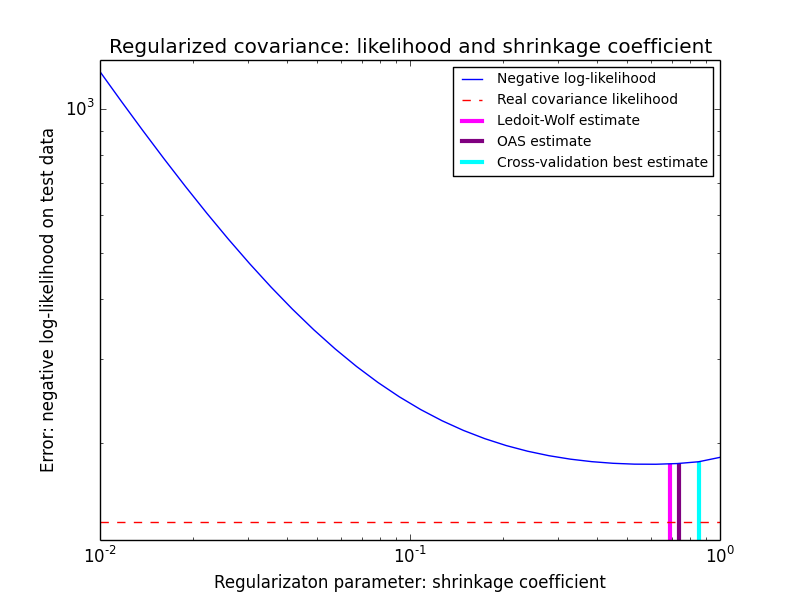 Regularized covariance: likelihood and shrinkage coefficient
Negative log-likelihood
Real covariance likelihood
Ledoit-Wolf estimate
OAS estimate
Cross-validation best estimate
10^3
Error: negative log-likelihood on test data
10^-2
10^-1
10^0
Regularizaton parameter: shrinkage coefficient